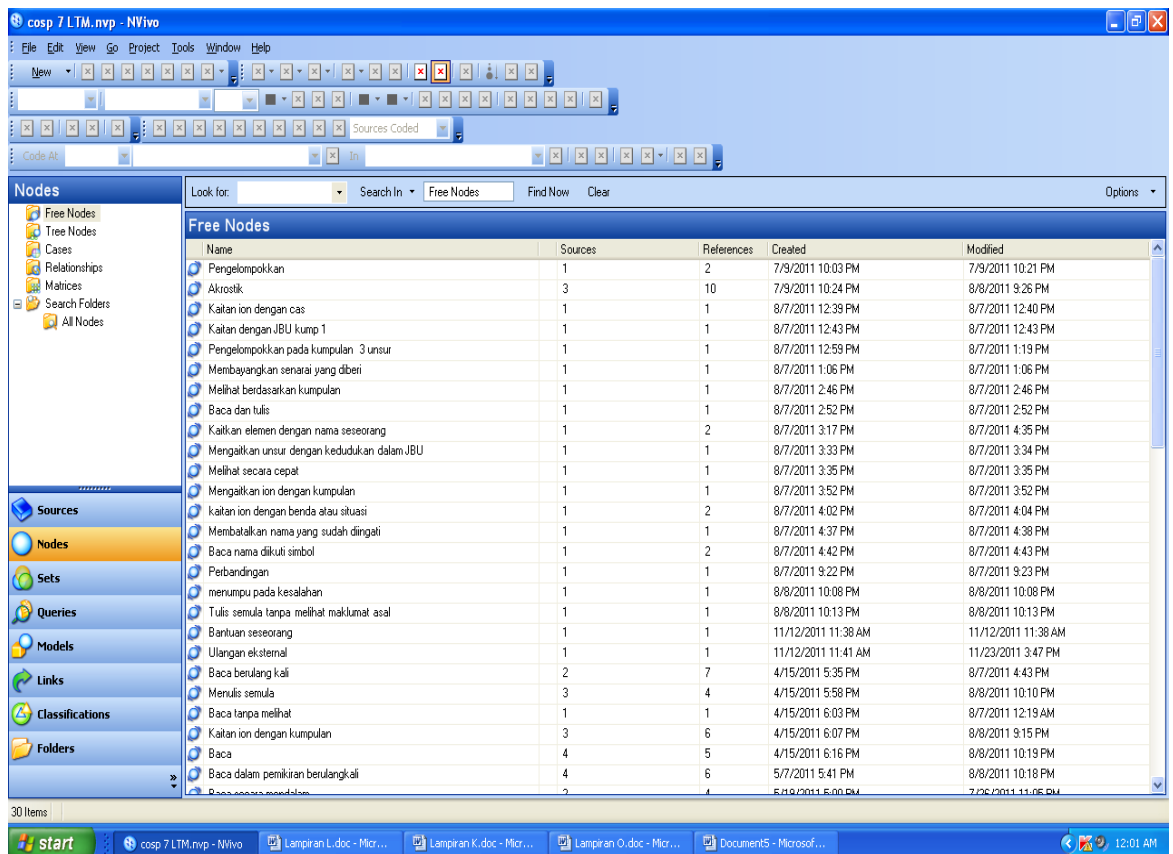 cosp 7 LTM.nvp - NVivo
File Edit View Go Project Tools Window Help
New
Sources Coded
Code At In
Nodes
Look for: Search In Free Nodes Find Now Clear Options
Free Nodes
Tree Nodes
Cases
Relationships
Matrices
Search Folders
All Nodes
Sources
Nodes
Sets
Queries
Models
Links
Classifications
Folders
»
Free Nodes
Name Sources References Created Modified
Pengelompokkan 1 2 7/9/2011 10:03 PM 7/9/2011 10:21 PM
Akrostik 3 10 7/9/2011 10:24 PM 8/8/2011 9:26 PM
Kaitan ion dengan cas 1 1 8/7/2011 12:39 PM 8/7/2011 12:40 PM
Kaitan dengan JBU kump 1 1 1 8/7/2011 12:43 PM 8/7/2011 12:43 PM
Pengelompokkan pada kumpulan 3 unsur 1 1 8/7/2011 12:59 PM 8/7/2011 1:19 PM
Membayangkan senarai yang diberi 1 1 8/7/2011 1:06 PM 8/7/2011 1:06 PM
Melihat berdasarkan kumpulan 1 1 8/7/2011 2:46 PM 8/7/2011 2:46 PM
Baca dan tulis 1 1 8/7/2011 2:52 PM 8/7/2011 2:52 PM
Kaitkan elemen dengan nama seseorang 1 2 8/7/2011 3:17 PM 8/7/2011 4:35 PM
Mengaitkan unsur dengan kedudukan dalam JBU 1 1 8/7/2011 3:33 PM 8/7/2011 3:34 PM
Melihat secara cepat 1 1 8/7/2011 3:35 PM 8/7/2011 3:35 PM
Mengaitkan ion dengan kumpulan 1 1 8/7/2011 3:52 PM 8/7/2011 3:52 PM
kaitan ion dengan benda atau situasi 1 2 8/7/2011 4:02 PM 8/7/2011 4:04 PM
Membatalkan nama yang sudah diingati 1 1 8/7/2011 4:37 PM 8/7/2011 4:38 PM
Baca nama diikuti simbol 1 2 8/7/2011 4:42 PM 8/7/2011 4:43 PM
Perbandingan 1 1 8/7/2011 9:22 PM 8/7/2011 9:23 PM
menumpu pada kesalahan 1 1 8/8/2011 10:08 PM 8/8/2011 10:08 PM
Tulis semula tanpa melihat maklumat asal 1 1 8/8/2011 10:13 PM 8/8/2011 10:13 PM
Bantuan seseorang 1 1 11/12/2011 11:38 AM 11/12/2011 11:38 AM
Ulangan eksternal 1 1 11/12/2011 11:41 AM 11/23/2011 3:47 PM
Baca berulang kali 2 7 4/15/2011 5:35 PM 8/7/2011 4:43 PM
Menulis semula 3 4 4/15/2011 5:58 PM 8/8/2011 10:10 PM
Baca tanpa melihat 1 1 4/15/2011 6:03 PM 8/7/2011 12:19 AM
Kaitan ion dengan kumpulan 3 6 4/15/2011 6:07 PM 8/8/2011 9:15 PM
Baca 4 5 4/15/2011 6:16 PM 8/8/2011 10:19 PM
Baca dalam pemikiran berulangkali 4 6 5/7/2011 5:41 PM 8/8/2011 10:18 PM
Baca secara mendalam 2 4 5/19/2011 5:00 PM 7/26/2011 11:05 PM
30 Items
start cosp 7 LTM.nvp - NVivo Lampiran L.doc - Micr... Lampiran K.doc - Micr... Lampiran O.doc - Micr... Document5 - Microsof... 12:01 AM